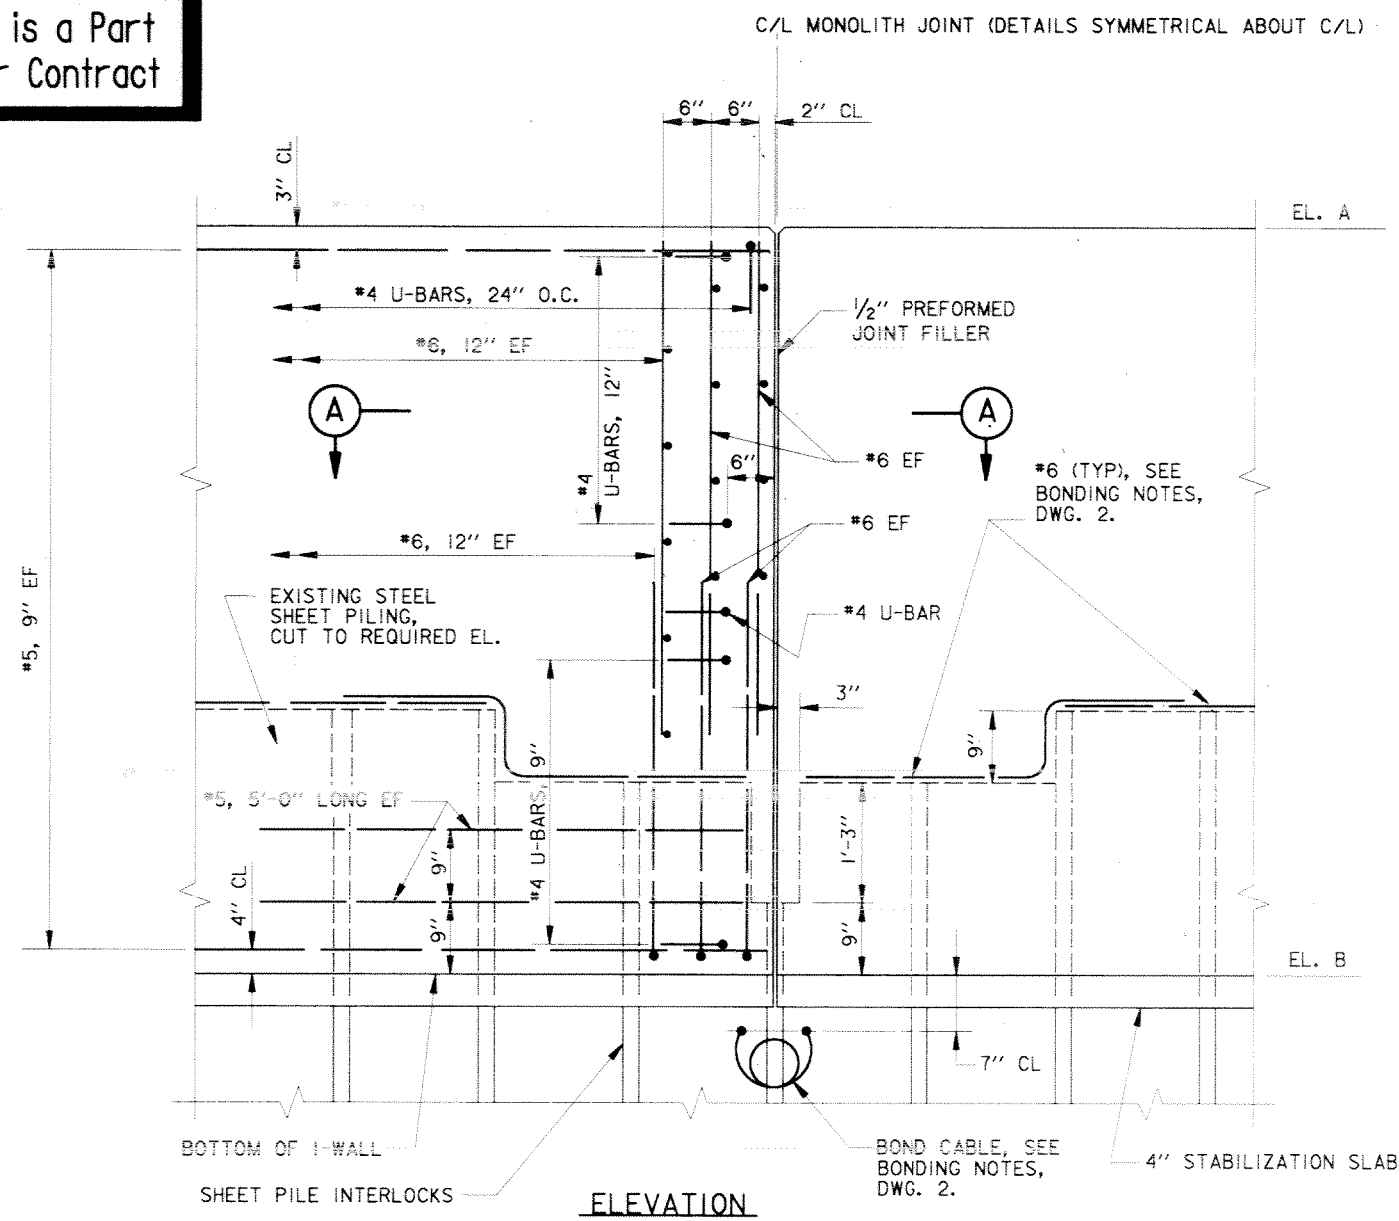 is a Part
r Contract
C/L MONOLITH JOINT (DETAILS SYMMETRICAL ABOUT C/L)
6" 6" 2" CL
3" CL
EL. A
#4 U-BARS, 24" O.C.
1/2" PREFORMED
JOINT FILLER
#6, 12" EF
A
A
#4
U-BARS, 12"
6"
#6 EF
#6 (TYP), SEE
BONDING NOTES,
DWG. 2.
#6 EF
#6, 12" EF
#5, 9" EF
EXISTING STEEL
SHEET PILING,
CUT TO REQUIRED EL.
#4 U-BAR
3"
9"
#4 U-BARS, 9"
#5, 5'-0" LONG EF
9"
1'-3"
4" CL
9"
9"
EL. B
7" CL
BOTTOM OF I-WALL
BOND CABLE, SEE
BONDING NOTES,
DWG. 2.
4" STABILIZATION SLAB
SHEET PILE INTERLOCKS
ELEVATION